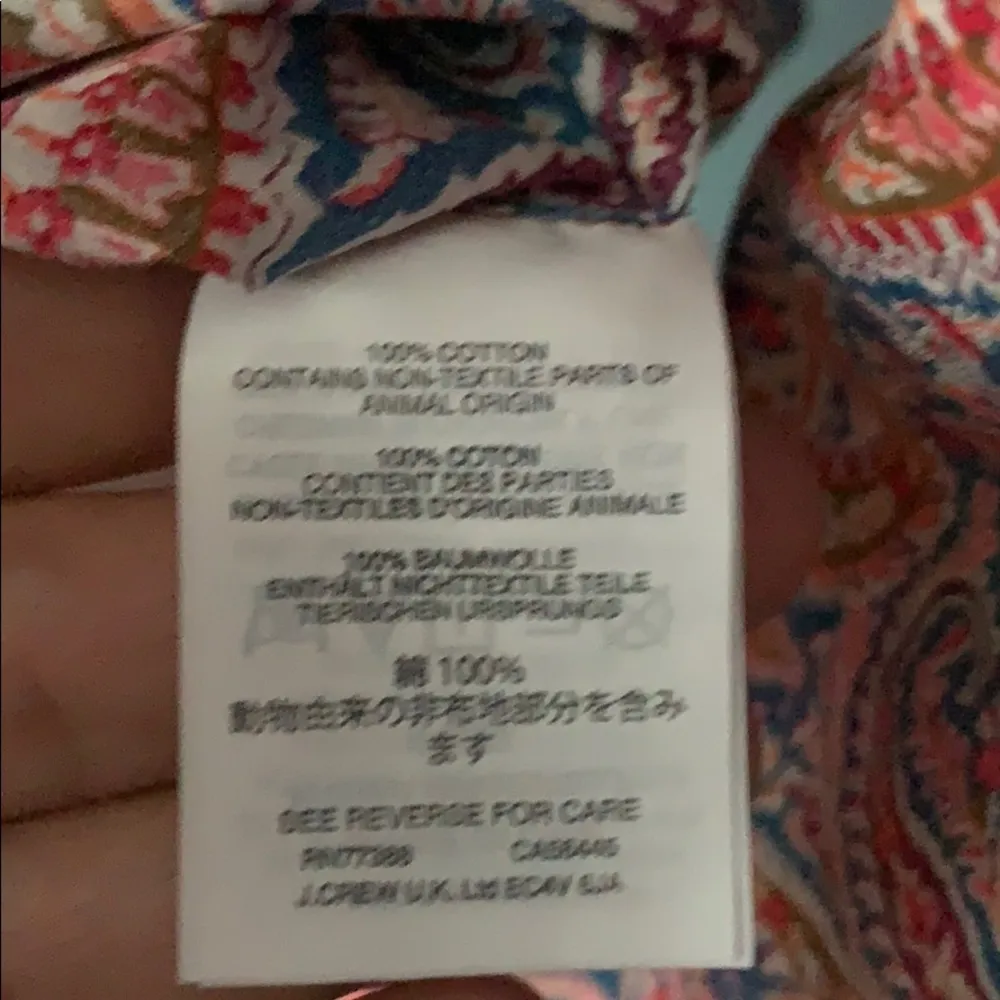 100% COTTON
CONTAINS NON-TEXTILE PARTS OF
ANIMAL ORIGIN
100% COTON
CONTIENT DES PARTIES
NON-TEXTILES D'ORIGINE ANIMALE
100% BAUMWOLLE
ENTHÄLT NICHTTEXTILE TEILE
TIERISCHEN URSPRUNGS
綿 100%
動物由来の非布地部分を含み
ます
SEE REVERSE FOR CARE
RN77388 CA56445
J.CREW U.K. Ltd EC4V 6JA